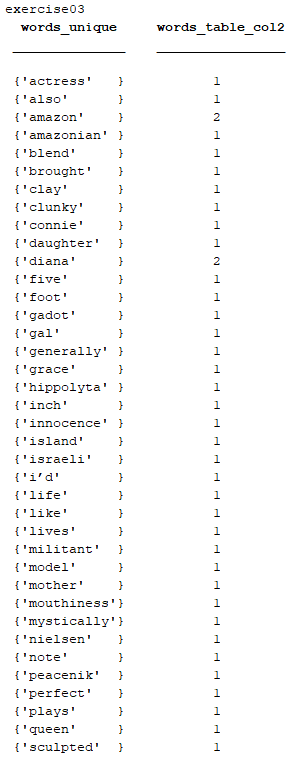 exercise03
words_unique words_table_col2
{'actress' } 1
{'also' } 1
{'amazon' } 2
{'amazonian' } 1
{'blend' } 1
{'brought' } 1
{'clay' } 1
{'clunky' } 1
{'connie' } 1
{'daughter' } 1
{'diana' } 2
{'five' } 1
{'foot' } 1
{'gadot' } 1
{'gal' } 1
{'generally' } 1
{'grace' } 1
{'hippolyta' } 1
{'inch' } 1
{'innocence' } 1
{'island' } 1
{'israeli' } 1
{'i’d' } 1
{'life' } 1
{'like' } 1
{'lives' } 1
{'militant' } 1
{'model' } 1
{'mother' } 1
{'mouthiness'} 1
{'mystically'} 1
{'nielsen' } 1
{'note' } 1
{'peacenik' } 1
{'perfect' } 1
{'plays' } 1
{'queen' } 1
{'sculpted' } 1